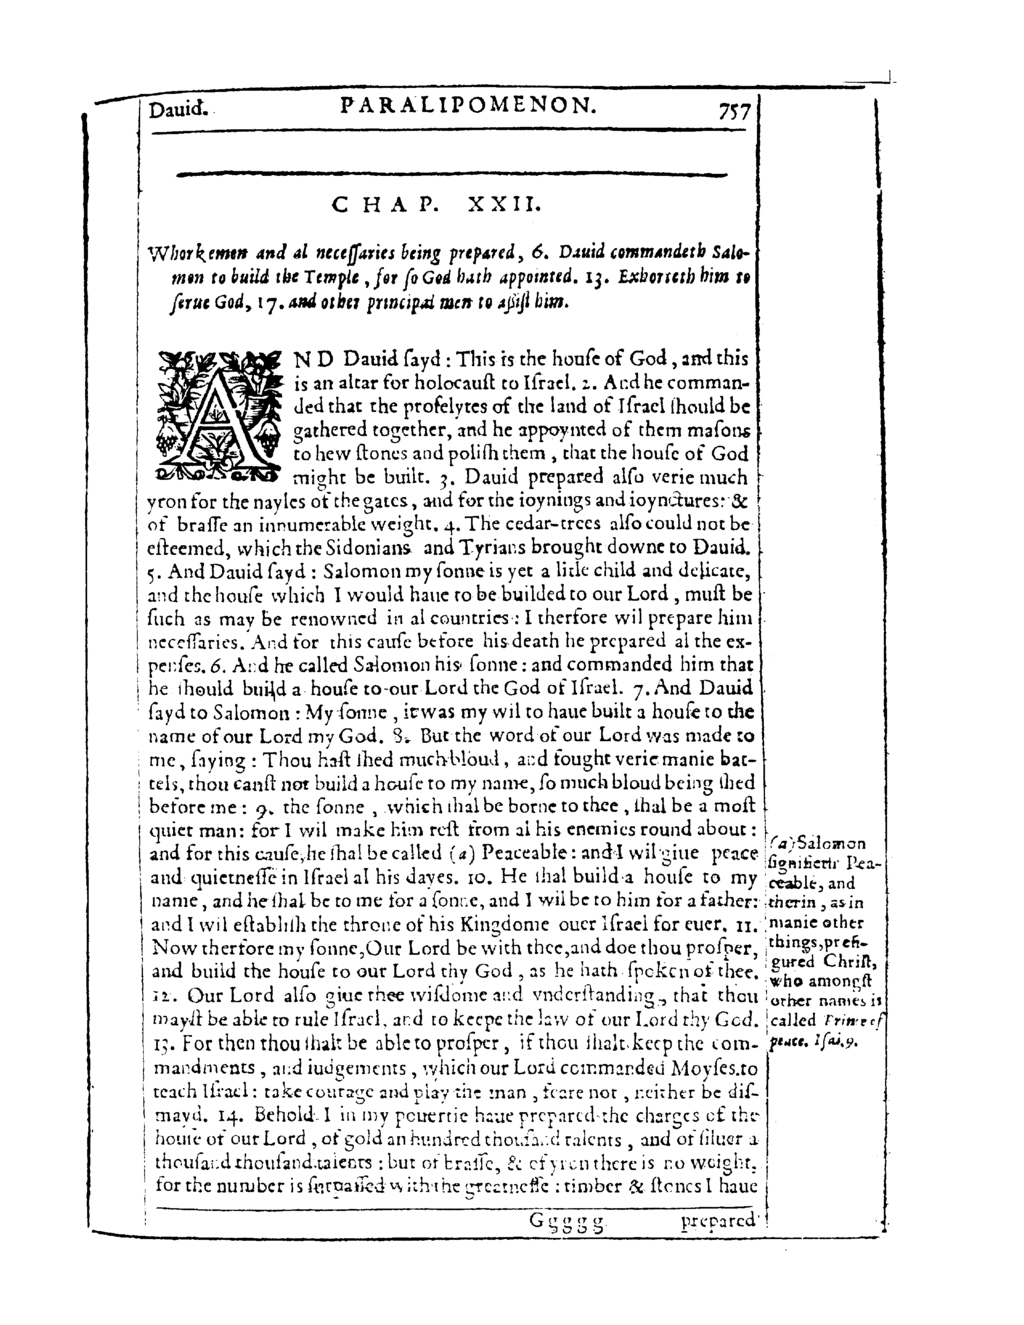 Dauid. PARALIPOMENON. 757
CHAP. XXII.
Whorkemen and al neceſſaries being prepared, 6. Dauid commandeth Salo-
mon to build the Temple, for ſo God hath appointed. 13. Exhorteth him to
ſerue God, 17. and other principal men to aſsiſt him.
AND Dauid ſayd : This is the houſe of God, and this
is an altar for holocauſt to Iſrael. 2. And he comman-
ded that the proſelytes of the land of Iſrael ſhould be
gathered together, and he appoynted of them maſons
to hew ſtones and poliſh them, that the houſe of God
might be built. 3. Dauid prepared alſo verie much
yron for the nayles of the gates, and for the ioynings and ioynctures: &
of braſſe an innumerable weight. 4. The cedar-trees alſo could not be
eſteemed, which the Sidonians and Tyrians brought downe to Dauid.
5. And Dauid ſayd : Salomon my ſonne is yet a litle child and delicate,
and the houſe which I would haue to be builded to our Lord, muſt be
ſuch as may be renowned in al countries : I therfore wil prepare him
neceſſaries. And for this cauſe before his death he prepared al the ex-
penſes. 6. And he called Salomon his ſonne : and commanded him that
he ſhould build a houſe to our Lord the God of Iſrael. 7. And Dauid
ſayd to Salomon : My ſonne, it was my wil to haue built a houſe to the
name of our Lord my God. 8. But the word of our Lord was made to
me, ſaying : Thou haſt ſhed much bloud, and fought verie manie bat-
tels, thou canſt not build a houſe to my name, ſo much bloud being ſhed
before me : 9. the ſonne, which ſhal be borne to thee, ſhal be a moſt
quiet man: for I wil make him reſt from al his enemies round about :
and for this cauſe, he ſhal be called (a) Peaceable : and I wil giue peace
and quietneſſe in Iſrael al his dayes. 10. He ſhal build a houſe to my
name, and he ſhal be to me for a ſonne, and I wil be to him for a father:
and I wil eſtabliſh the throne of his Kingdome ouer Iſrael for euer. 11.
Now therfore my ſonne, Our Lord be with thee, and doe thou proſper,
and build the houſe to our Lord thy God, as he hath ſpoken of thee.
12. Our Lord alſo giue thee wiſdome and vnderſtanding, that thou
mayſt be able to rule Iſrael, and to keepe the law of our Lord thy God.
13. For then thou ſhalt be able to proſper, if thou ſhalt keep the com-
mandments, and iudgements, which our Lord commanded Moyſes to
teach Iſrael: take courage and play the man, feare not, neither be diſ-
mayd. 14. Behold I in my pouertie haue prepared the charges of the
houſe of our Lord, of gold an hundred thouſand talents, and of ſiluer a
thouſand thouſand talents : but of braſſe, & of yron there is no weight,
for the number is ſurpaſſed with the greatneſſe : timber & ſtones I haue
(a) Salomon
ſignifieth Pea-
ceable, and
therin, as in
manie other
things, prefi-
gured Chriſt,
who amongſt
other names is
called Prince of
peace. Iſai. 9.
Ggggg prepared